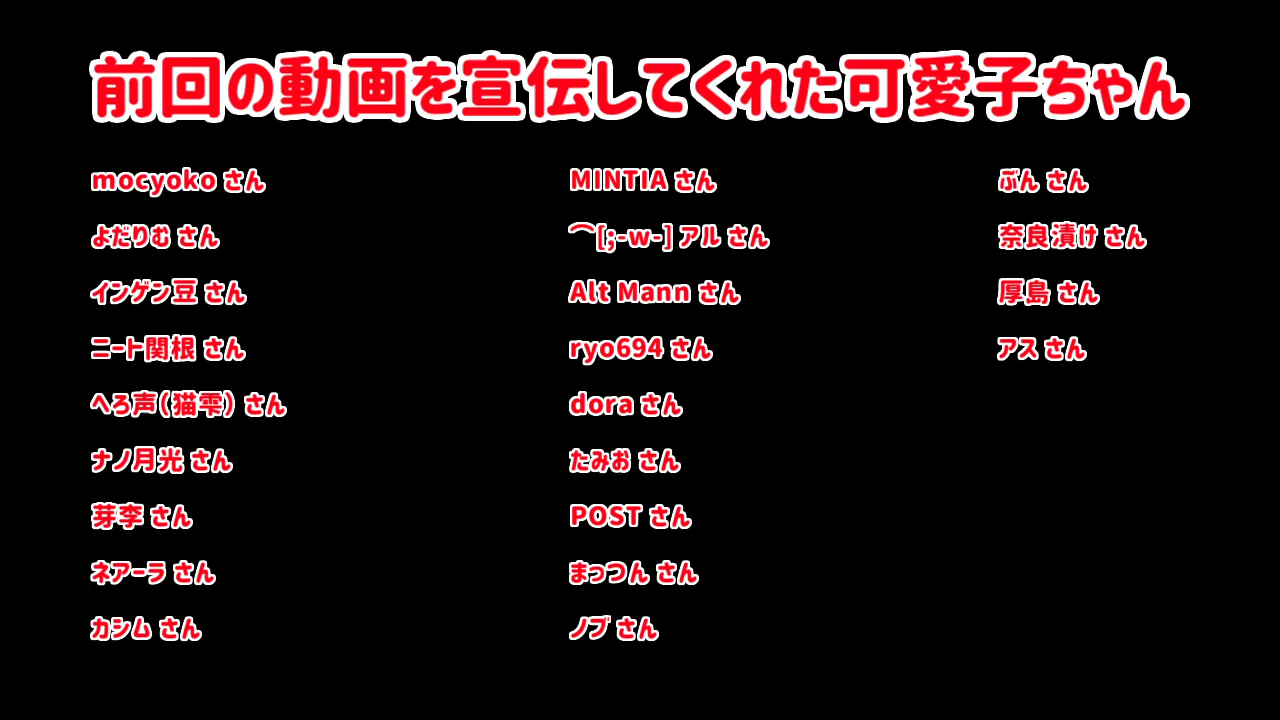 前回の動画を宣伝してくれた可愛子ちゃん
mocyoko さん
よだりむ さん
インゲン豆 さん
ニート関根 さん
へろ声(猫雫) さん
ナノ月光 さん
芽李 さん
ネアーラ さん
カシム さん
MINTIA さん
⌒[;-w-] アル さん
Alt Mann さん
ryo694 さん
dora さん
たみお さん
POST さん
まっつん さん
ノブ さん
ぶん さん
奈良漬け さん
厚島 さん
アス さん